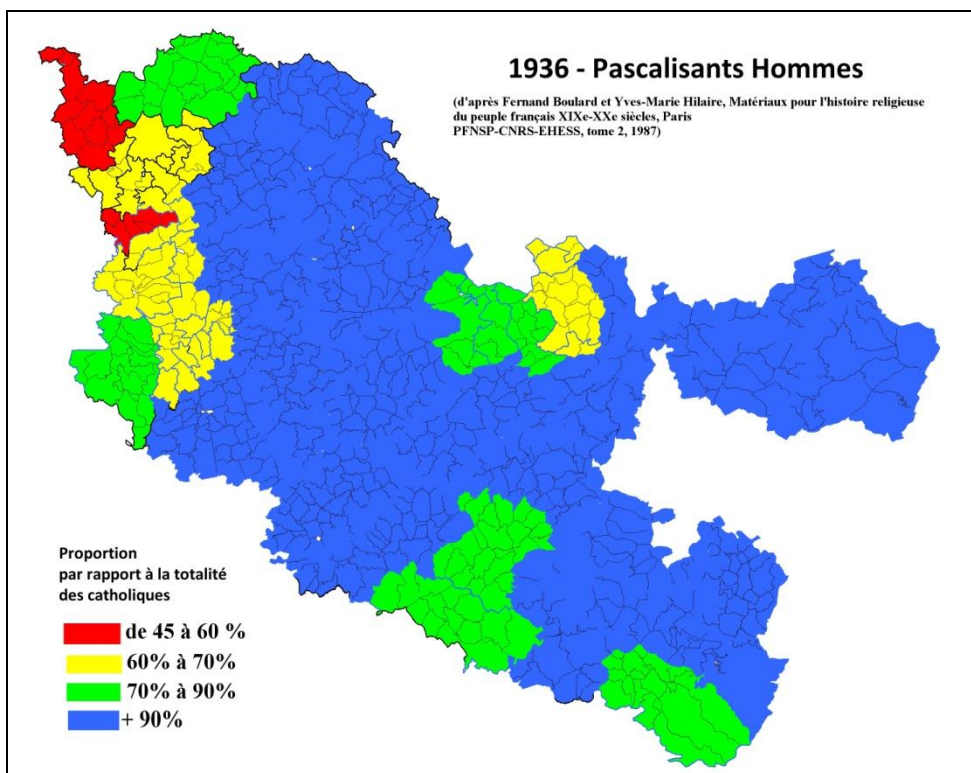 1936 - Pascalisants Hommes
(d'après Fernand Boulard et Yves-Marie Hilaire, Matériaux pour l'histoire religieuse
du peuple français XIXe-XXe siècles, Paris
PFNSP-CNRS-EHESS, tome 2, 1987)
Proportion
par rapport à la totalité
des catholiques
de 45 à 60 %
60% à 70%
70% à 90%
+ 90%